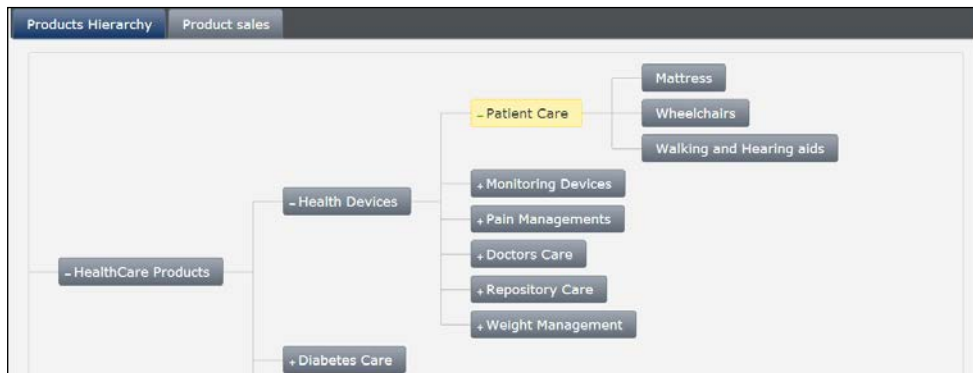 Products Hierarchy
Product sales
Mattress
– Patient Care
Wheelchairs
Walking and Hearing aids
+ Monitoring Devices
– Health Devices
+ Pain Managements
+ Doctors Care
– HealthCare Products
+ Repository Care
+ Weight Management
+ Diabetes Care